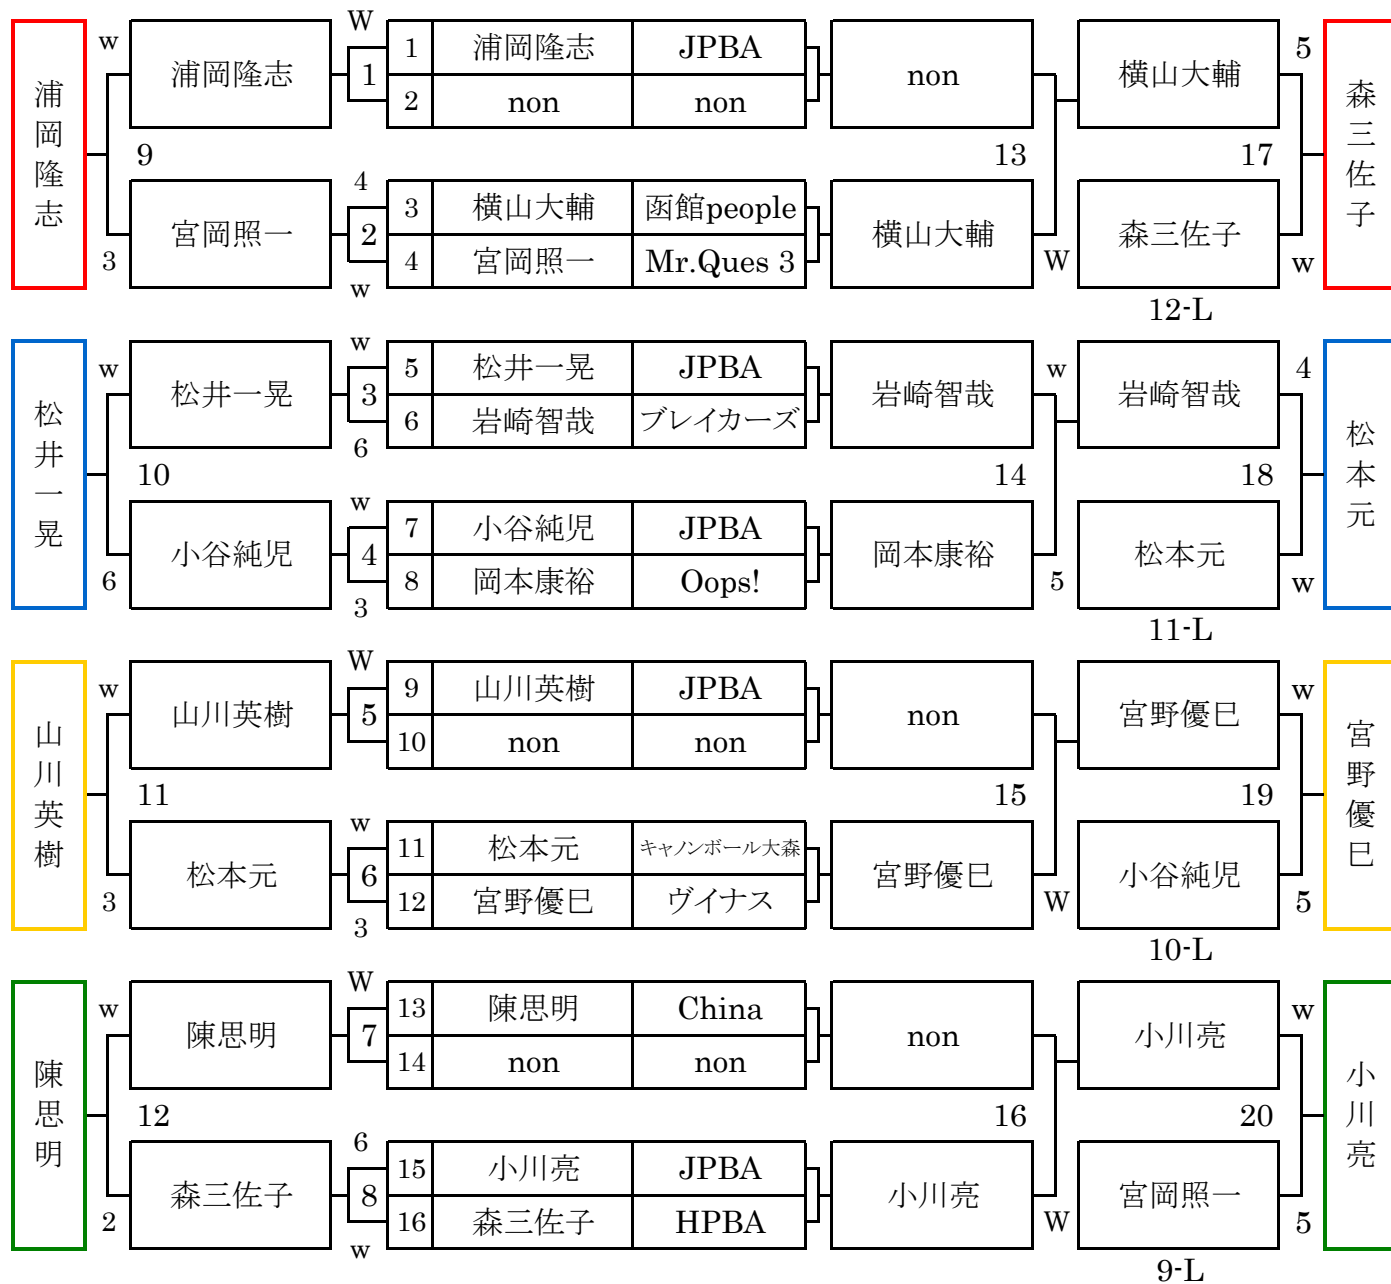 浦岡隆志
w
浦岡隆志
W
1
1 浦岡隆志 JPBA
2 non non
non
横山大輔
5
森三佐子
9
13
17
3
宮岡照一
4
2
w
3 横山大輔 函館people
4 宮岡照一 Mr.Ques 3
横山大輔
W
森三佐子
w
12-L
松井一晃
w
松井一晃
w
3
6
5 松井一晃 JPBA
6 岩崎智哉 ブレイカーズ
岩崎智哉
w
岩崎智哉
4
松本元
10
14
18
6
小谷純児
w
4
3
7 小谷純児 JPBA
8 岡本康裕 Oops!
岡本康裕
5
松本元
w
11-L
山川英樹
w
山川英樹
W
5
9 山川英樹 JPBA
10 non non
non
宮野優巳
w
宮野優巳
11
15
19
3
松本元
w
6
3
11 松本元 キャノンボール大森
12 宮野優巳 ヴイナス
宮野優巳
W
小谷純児
5
10-L
陳思明
w
陳思明
W
7
13 陳思明 China
14 non non
non
小川亮
w
小川亮
12
16
20
2
森三佐子
6
8
w
15 小川亮 JPBA
16 森三佐子 HPBA
小川亮
W
宮岡照一
5
9-L